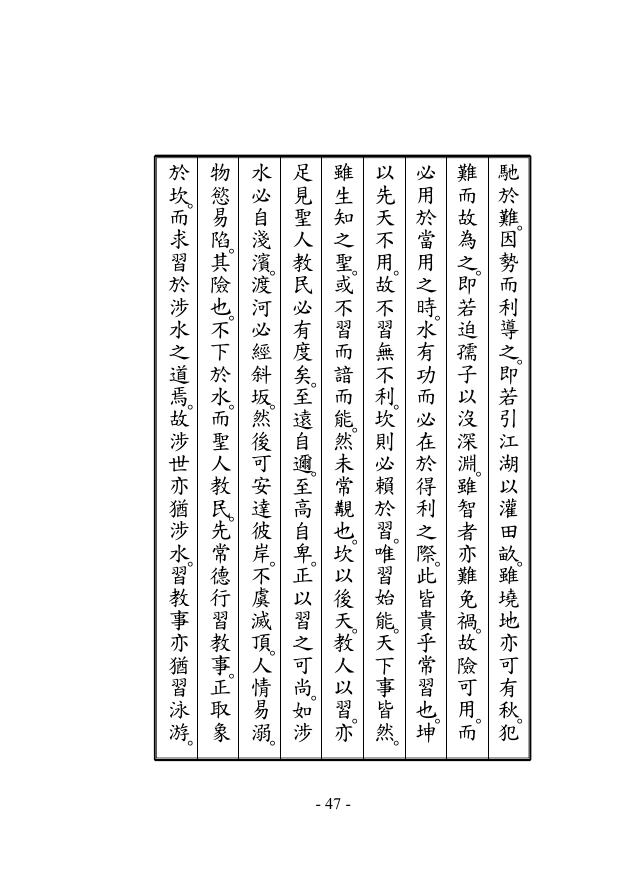 馳於難。因勢而利導之。即若引江湖以灌田畝。雖墝地亦可有秋。犯
難而故為之。即若迫孺子以沒深淵。雖智者亦難免禍。故險可用。而
必用於當用之時。水有功而必在於得利之際。此皆貴乎常習也。坤
以先天不用。故不習無不利。坎則必賴於習。唯習始能。天下事皆然。
雖生知之聖。或不習而諳而能。然未常覯也。坎以後天。教人以習。亦
足見聖人教民必有度矣。至遠自邇。至高自卑。正以習之可尚。如涉
水必自淺濱。渡河必經斜坂。然後可安達彼岸。不虞滅頂。人情易溺。
物慾易陷。其險也。不下於水。而聖人教民。先常德行習教事。正取象
於坎。而求習於涉水之道焉。故涉世亦猶涉水。習教事亦猶習泳游。
- 47 -